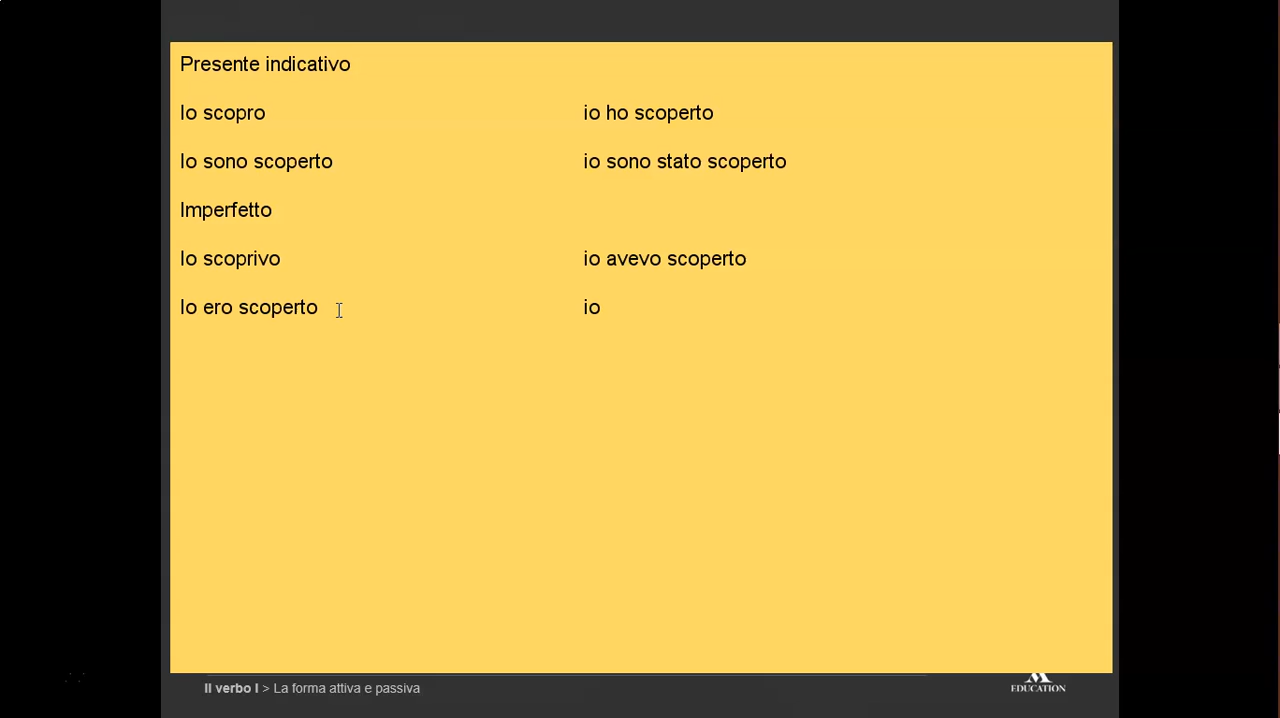 Presente indicativo
Io scopro io ho scoperto
Io sono scoperto io sono stato scoperto
Imperfetto
Io scoprivo io avevo scoperto
Io ero scoperto io
Il verbo I > La forma attiva e passiva
EDUCATION